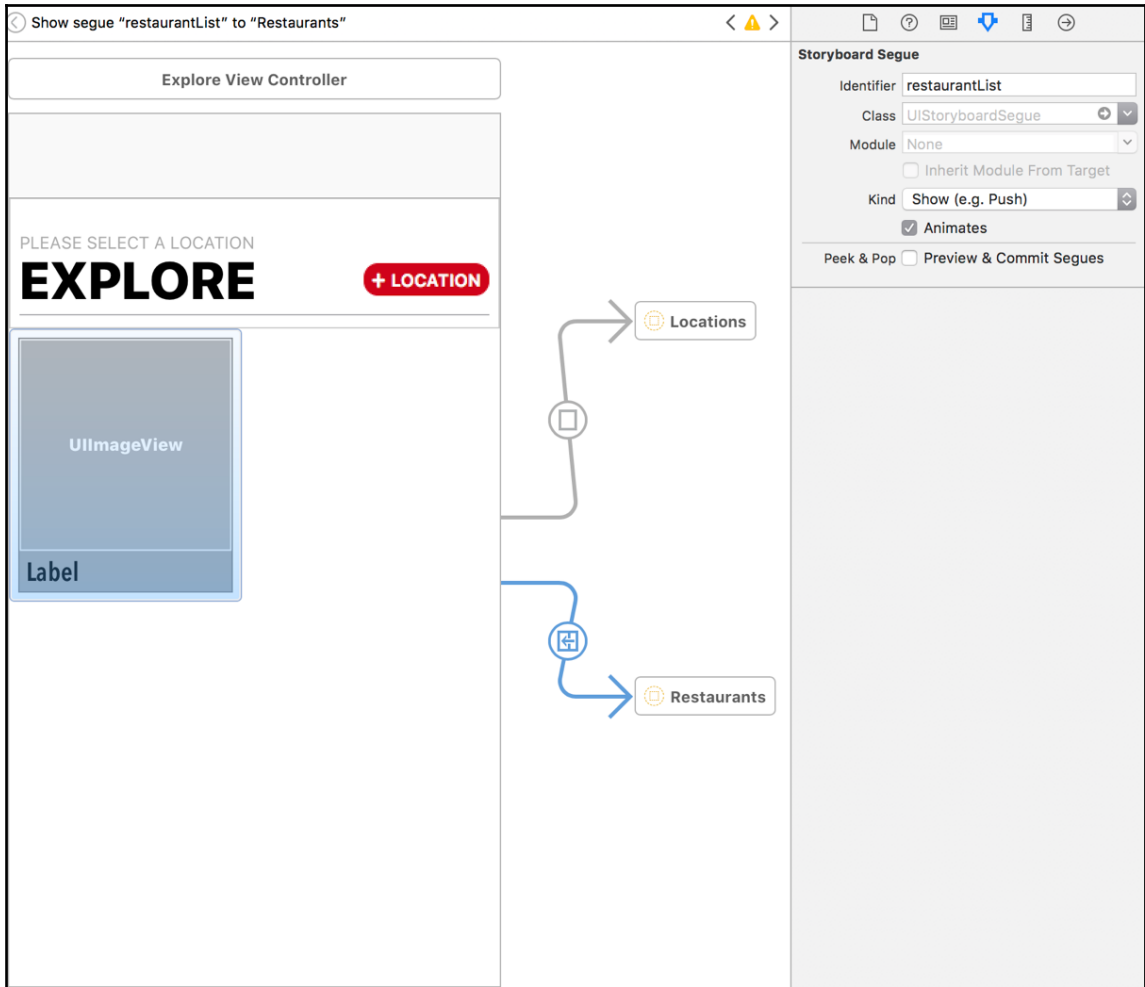 Show segue “restaurantList” to “Restaurants”
Explore View Controller
PLEASE SELECT A LOCATION
EXPLORE
+ LOCATION
UIImageView
Label
Locations
Restaurants
Storyboard Segue
Identifier restaurantList
Class UIStoryboardSegue
Module None
Inherit Module From Target
Kind Show (e.g. Push)
Animates
Peek & Pop Preview & Commit Segues